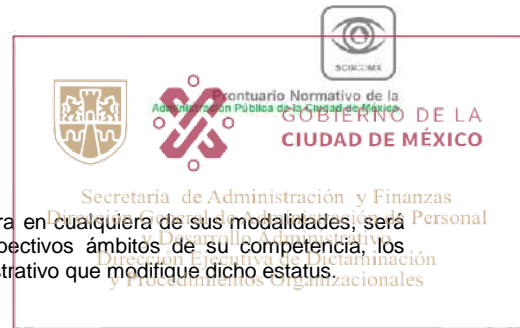 SCGCDMX
Prontuario Normativo de la
Administración Pública de la Ciudad de México
GOBIERNO DE LA
CIUDAD DE MÉXICO
Secretaría de Administración y Finanzas
Dirección General de Administración de Personal
y Desarrollo Administrativo
Dirección Ejecutiva de Dictaminación
y Procedimientos Organizacionales
ra en cualquiera de sus modalidades, será
pectivos ámbitos de su competencia, los
strativo que modifique dicho estatus.